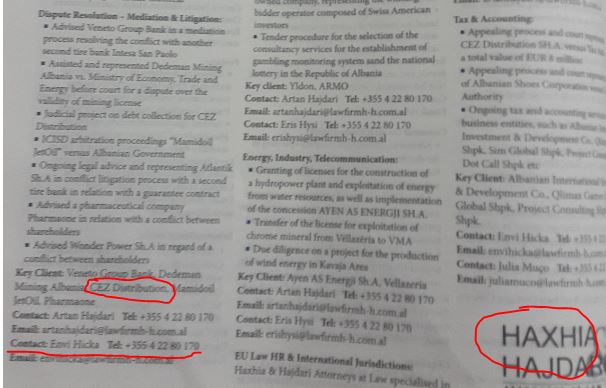 Dispute Resolution – Mediation & Litigation:
• Advised Veneto Group Bank in a mediation
process resolving the conflict with another
second tire bank Intesa San Paolo
• Assisted and represented Dedeman Mining
Albania vs. Ministry of Economy, Trade and
Energy before court for a dispute over the
validity of mining license
• Judicial project on debt collection for CEZ
Distribution
• ICISD arbitration proceedings "Mamidoil
JetOil" versus Albanian Government
• Ongoing legal advice and representing Atlantik
Sh.A in conflict litigation process with a second
tire bank in relation with a guarantee contract
• Advised a pharmaceutical company
Pharmaone in relation with a conflict between
shareholders
• Advised Wonder Power Sh.A in regard of a
conflict between shareholders
Key Client: Veneto Group Bank, Dedeman
Mining Albania, CEZ Distribution, Mamidoil
JetOil, Pharmaone
Contact: Artan Hajdari Tel: +355 4 22 80 170
Email: artanhajdari@lawfirmh-h.com.al
Contact: Envi Hicka Tel: +355 4 22 80 170
Email: envihicka@lawfirmh-h.com.al
owned company, representing the
bidder operator composed of Swiss American
investors
• Tender procedure for the selection of the
consultancy services for the establishment of
gambling monitoring system sand the national
lottery in the Republic of Albania
Key client: Yldon, ARMO
Contact: Artan Hajdari Tel: +355 4 22 80 170
Email: artanhajdari@lawfirmh-h.com.al
Contact: Eris Hysi Tel: +355 4 22 80 170
Email: erishysi@lawfirmh-h.com.al
Energy, Industry, Telecommunication:
• Granting of licenses for the construction of
a hydropower plant and exploitation of energy
from water resources, as well as implementation
of the concession AYEN AS ENERGJI SH.A.
• Transfer of the license for exploitation of
chrome mineral from Vellazëria to VMA
• Due diligence on a project for the production
of wind energy in Kavaja Area
Key Client: Ayen AS Energji Sh.A, Vellazeria
Contact: Artan Hajdari Tel: +355 4 22 80 170
Email: artanhajdari@lawfirmh-h.com.al
Contact: Eris Hysi Tel: +355 4 22 80 170
Email: erishysi@lawfirmh-h.com.al
EU Law HR & International Jurisdictions:
Haxhia & Hajdari Attorneys at Law specialised in
Tax & Accounting:
• Appealing process and court
CEZ Distribution SH.A. versus Tax
a total value of EUR 8 million
• Appealing process and court
of Albanian Shoes Corporation versus
Authority
• Ongoing tax and accounting
business entities, such as Albanian
Investment & Development Co,
Shpk, Sim Global Shpk, Project
Dot Call Shpk etc
Key Client: Albanian International
& Development Co., Qlimax
Global Shpk, Project Consulting
Shpk.
Contact: Envi Hicka Tel: +355 4
Email: envihicka@lawfirmh-h.com
Contact: Julia Muço Tel: +355
Email: juliamuco@lawfirmh-h.com
HAXHIA
HAJDA